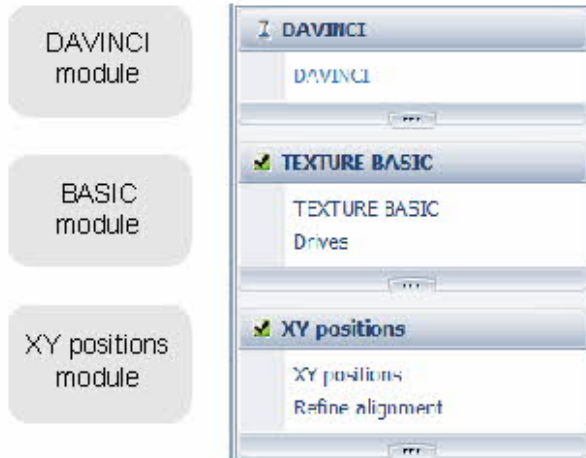 DAVINCI
module
DAVINCI
DAVINCI
BASIC
module
TEXTURE BASIC
TEXTURE BASIC
Drives
XY positions
module
XY positions
XY positions
Refine alignment